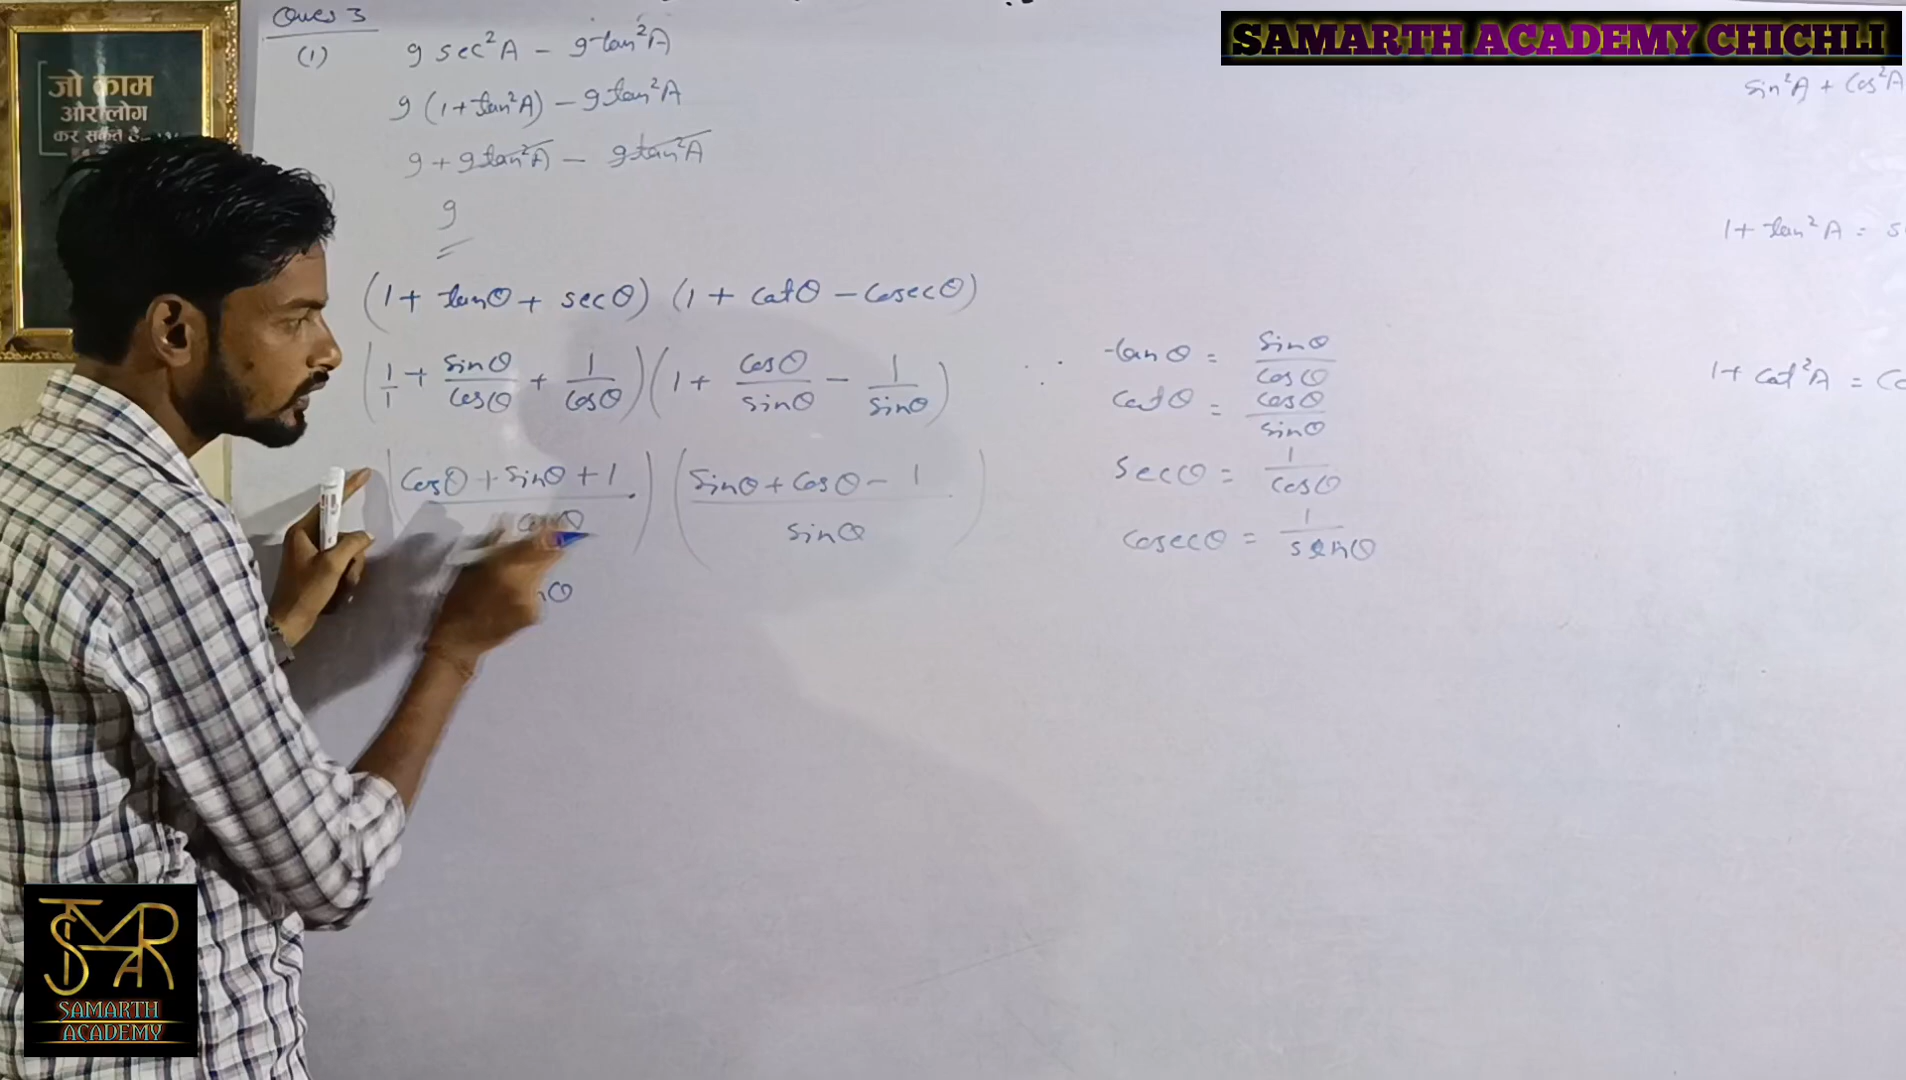 SAMARTH ACADEMY CHICHLI
जो काम
और लोग
कर सकते हैं
Ques 3
(1) 9 sec²A - 9 tan²A
9 (1 + tan²A) - 9 tan²A
9 + 9 tan²A - 9 tan²A
9
(1 + tanθ + secθ) (1 + cotθ - cosecθ)
(1/1 + sinθ/cosθ + 1/cosθ) (1 + cosθ/sinθ - 1/sinθ)
(cosθ + sinθ + 1 / cosθ) (sinθ + cosθ - 1 / sinθ)
nθ
tanθ = sinθ/cosθ
cotθ = cosθ/sinθ
secθ = 1/cosθ
cosecθ = 1/sinθ
sin²A + cos²A
1 + tan²A = s
1 + cot²A = co
SMR
SAMARTH
ACADEMY